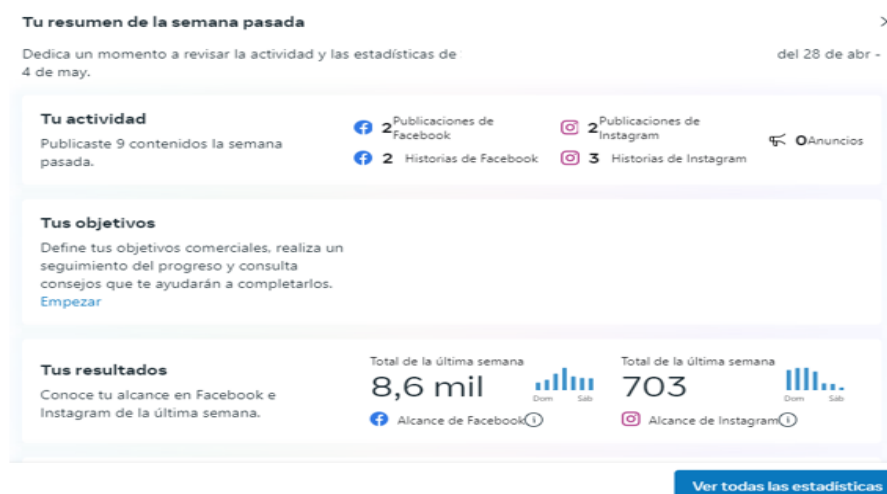 Tu resumen de la semana pasada
Dedica un momento a revisar la actividad y las estadísticas de del 28 de abr -
4 de may.
Tu actividad
Publicaste 9 contenidos la semana
pasada.
2 Publicaciones de
Facebook
2 Publicaciones de
Instagram
0 Anuncios
2 Historias de Facebook
3 Historias de Instagram
Tus objetivos
Define tus objetivos comerciales, realiza un
seguimiento del progreso y consulta
consejos que te ayudarán a completarlos.
Empezar
Tus resultados
Conoce tu alcance en Facebook e
Instagram de la última semana.
Total de la última semana
8,6 mil
Dom Sáb
Alcance de Facebook
Total de la última semana
703
Dom Sáb
Alcance de Instagram
Ver todas las estadísticas